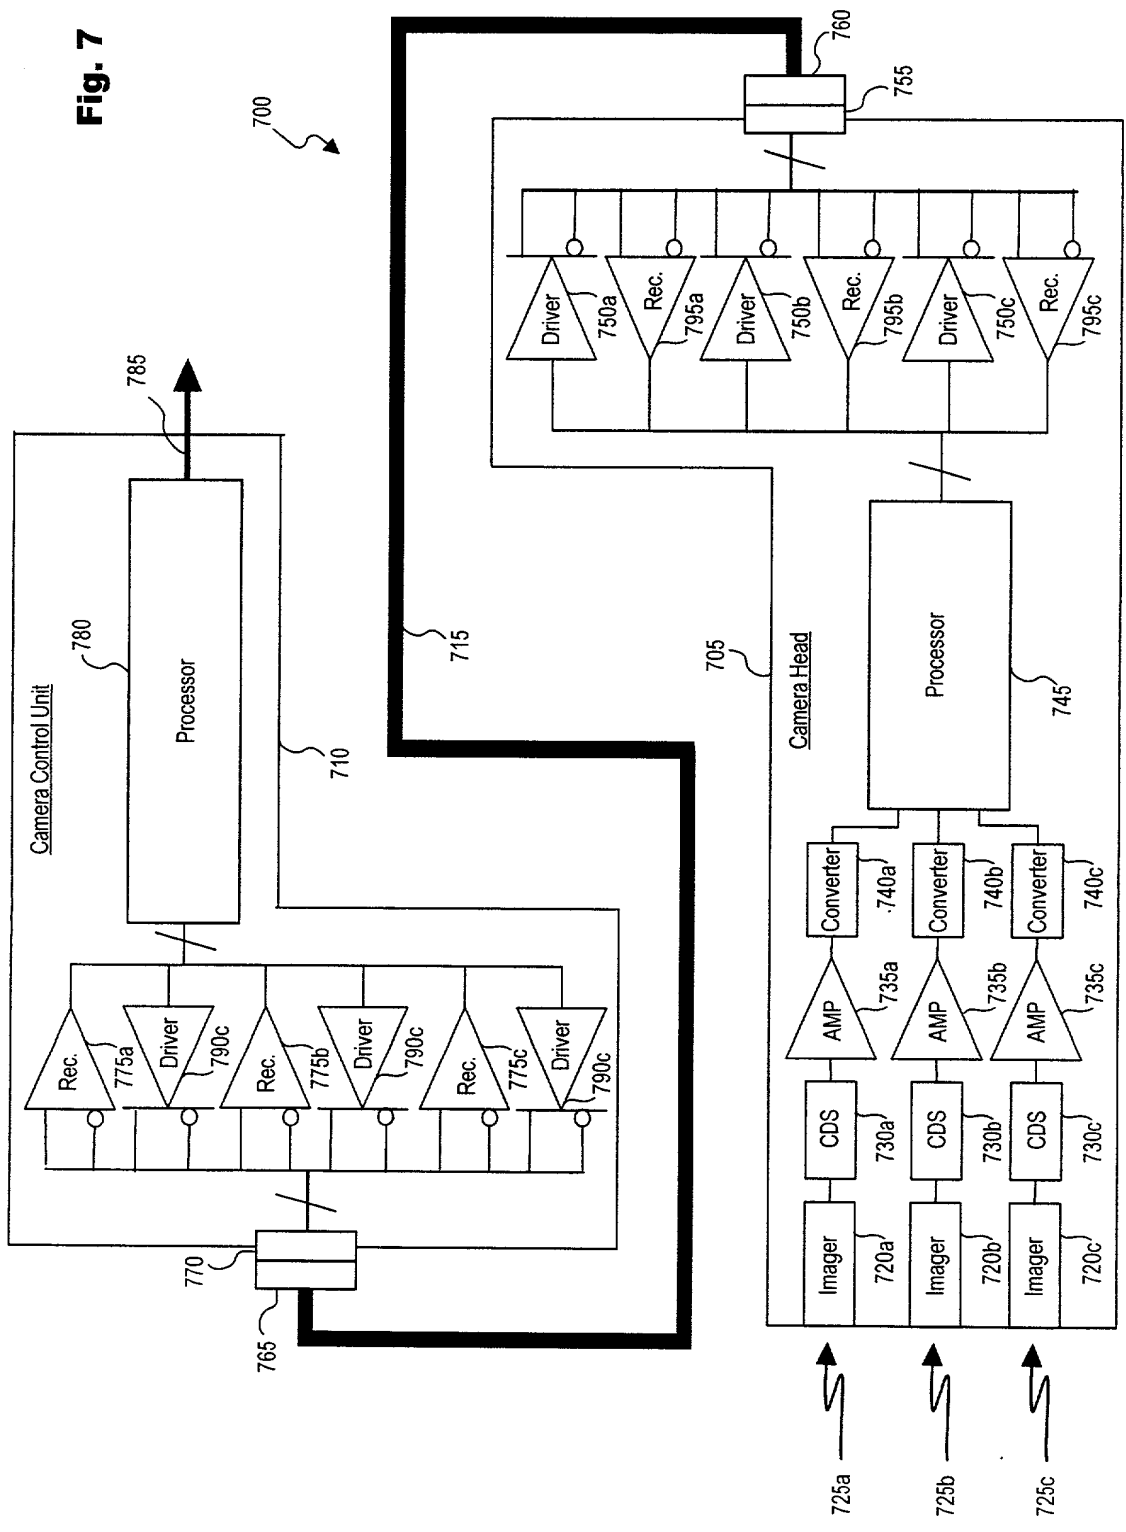 Fig. 7
700
Camera Control Unit
780
Processor
785
710
Rec.
775a
Driver
790c
Rec.
775b
Driver
790c
Rec.
775c
Driver
790c
770
765
715
760
755
705
Camera Head
Driver
750a
Rec.
795a
Driver
750b
Rec.
795b
Driver
750c
Rec.
795c
Processor
745
725a
Imager
720a
CDS
730a
AMP
735a
Converter
740a
725b
Imager
720b
CDS
730b
AMP
735b
Converter
740b
725c
Imager
720c
CDS
730c
AMP
735c
Converter
740c